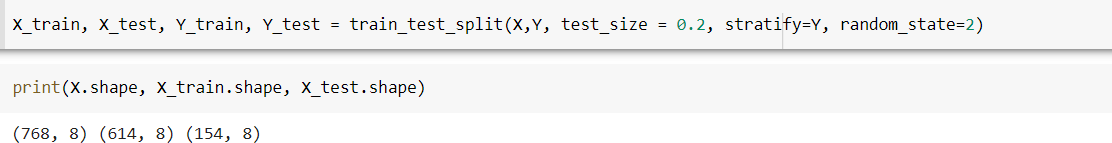 X_train, X_test, Y_train, Y_test = train_test_split(X,Y, test_size = 0.2, stratify=Y, random_state=2)
print(X.shape, X_train.shape, X_test.shape)
(768, 8) (614, 8) (154, 8)